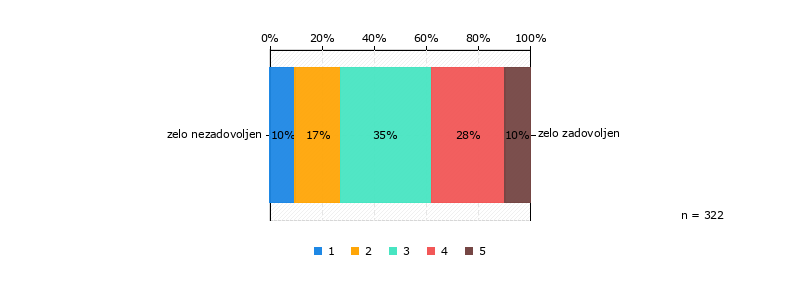 0% 20% 40% 60% 80% 100%
zelo nezadovoljen 10% 17% 35% 28% 10% zelo zadovoljen
n = 322
1 2 3 4 5